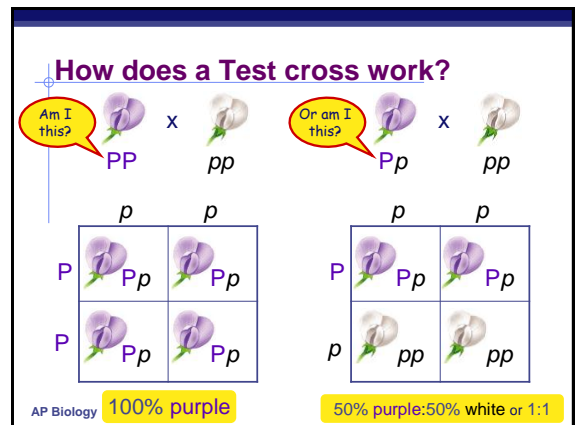 How does a Test cross work?
Am I
this?
x
PP
pp
Or am I
this?
x
Pp
pp
p p
P Pp Pp
P Pp Pp
100% purple
p p
P Pp Pp
p pp pp
50% purple:50% white or 1:1
AP Biology